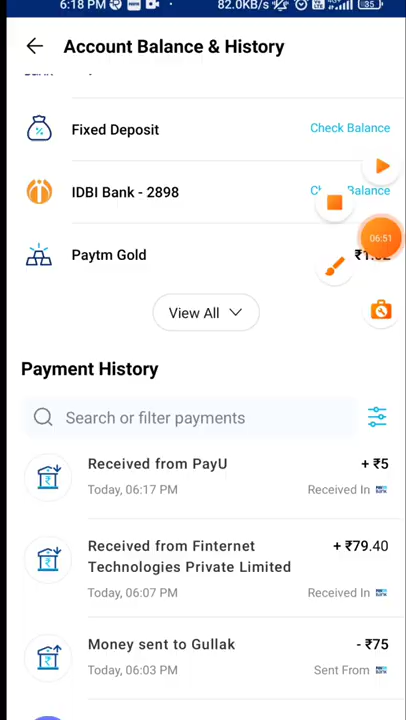 6:18 PM
82.0KB/s
35
Account Balance & History
Fixed Deposit
Check Balance
IDBI Bank - 2898
Balance
06:51
Paytm Gold
View All
Payment History
Search or filter payments
Received from PayU
+ ₹5
Today, 06:17 PM
Received In
Received from Finternet
+ ₹79.40
Technologies Private Limited
Today, 06:07 PM
Received In
Money sent to Gullak
- ₹75
Today, 06:03 PM
Sent From